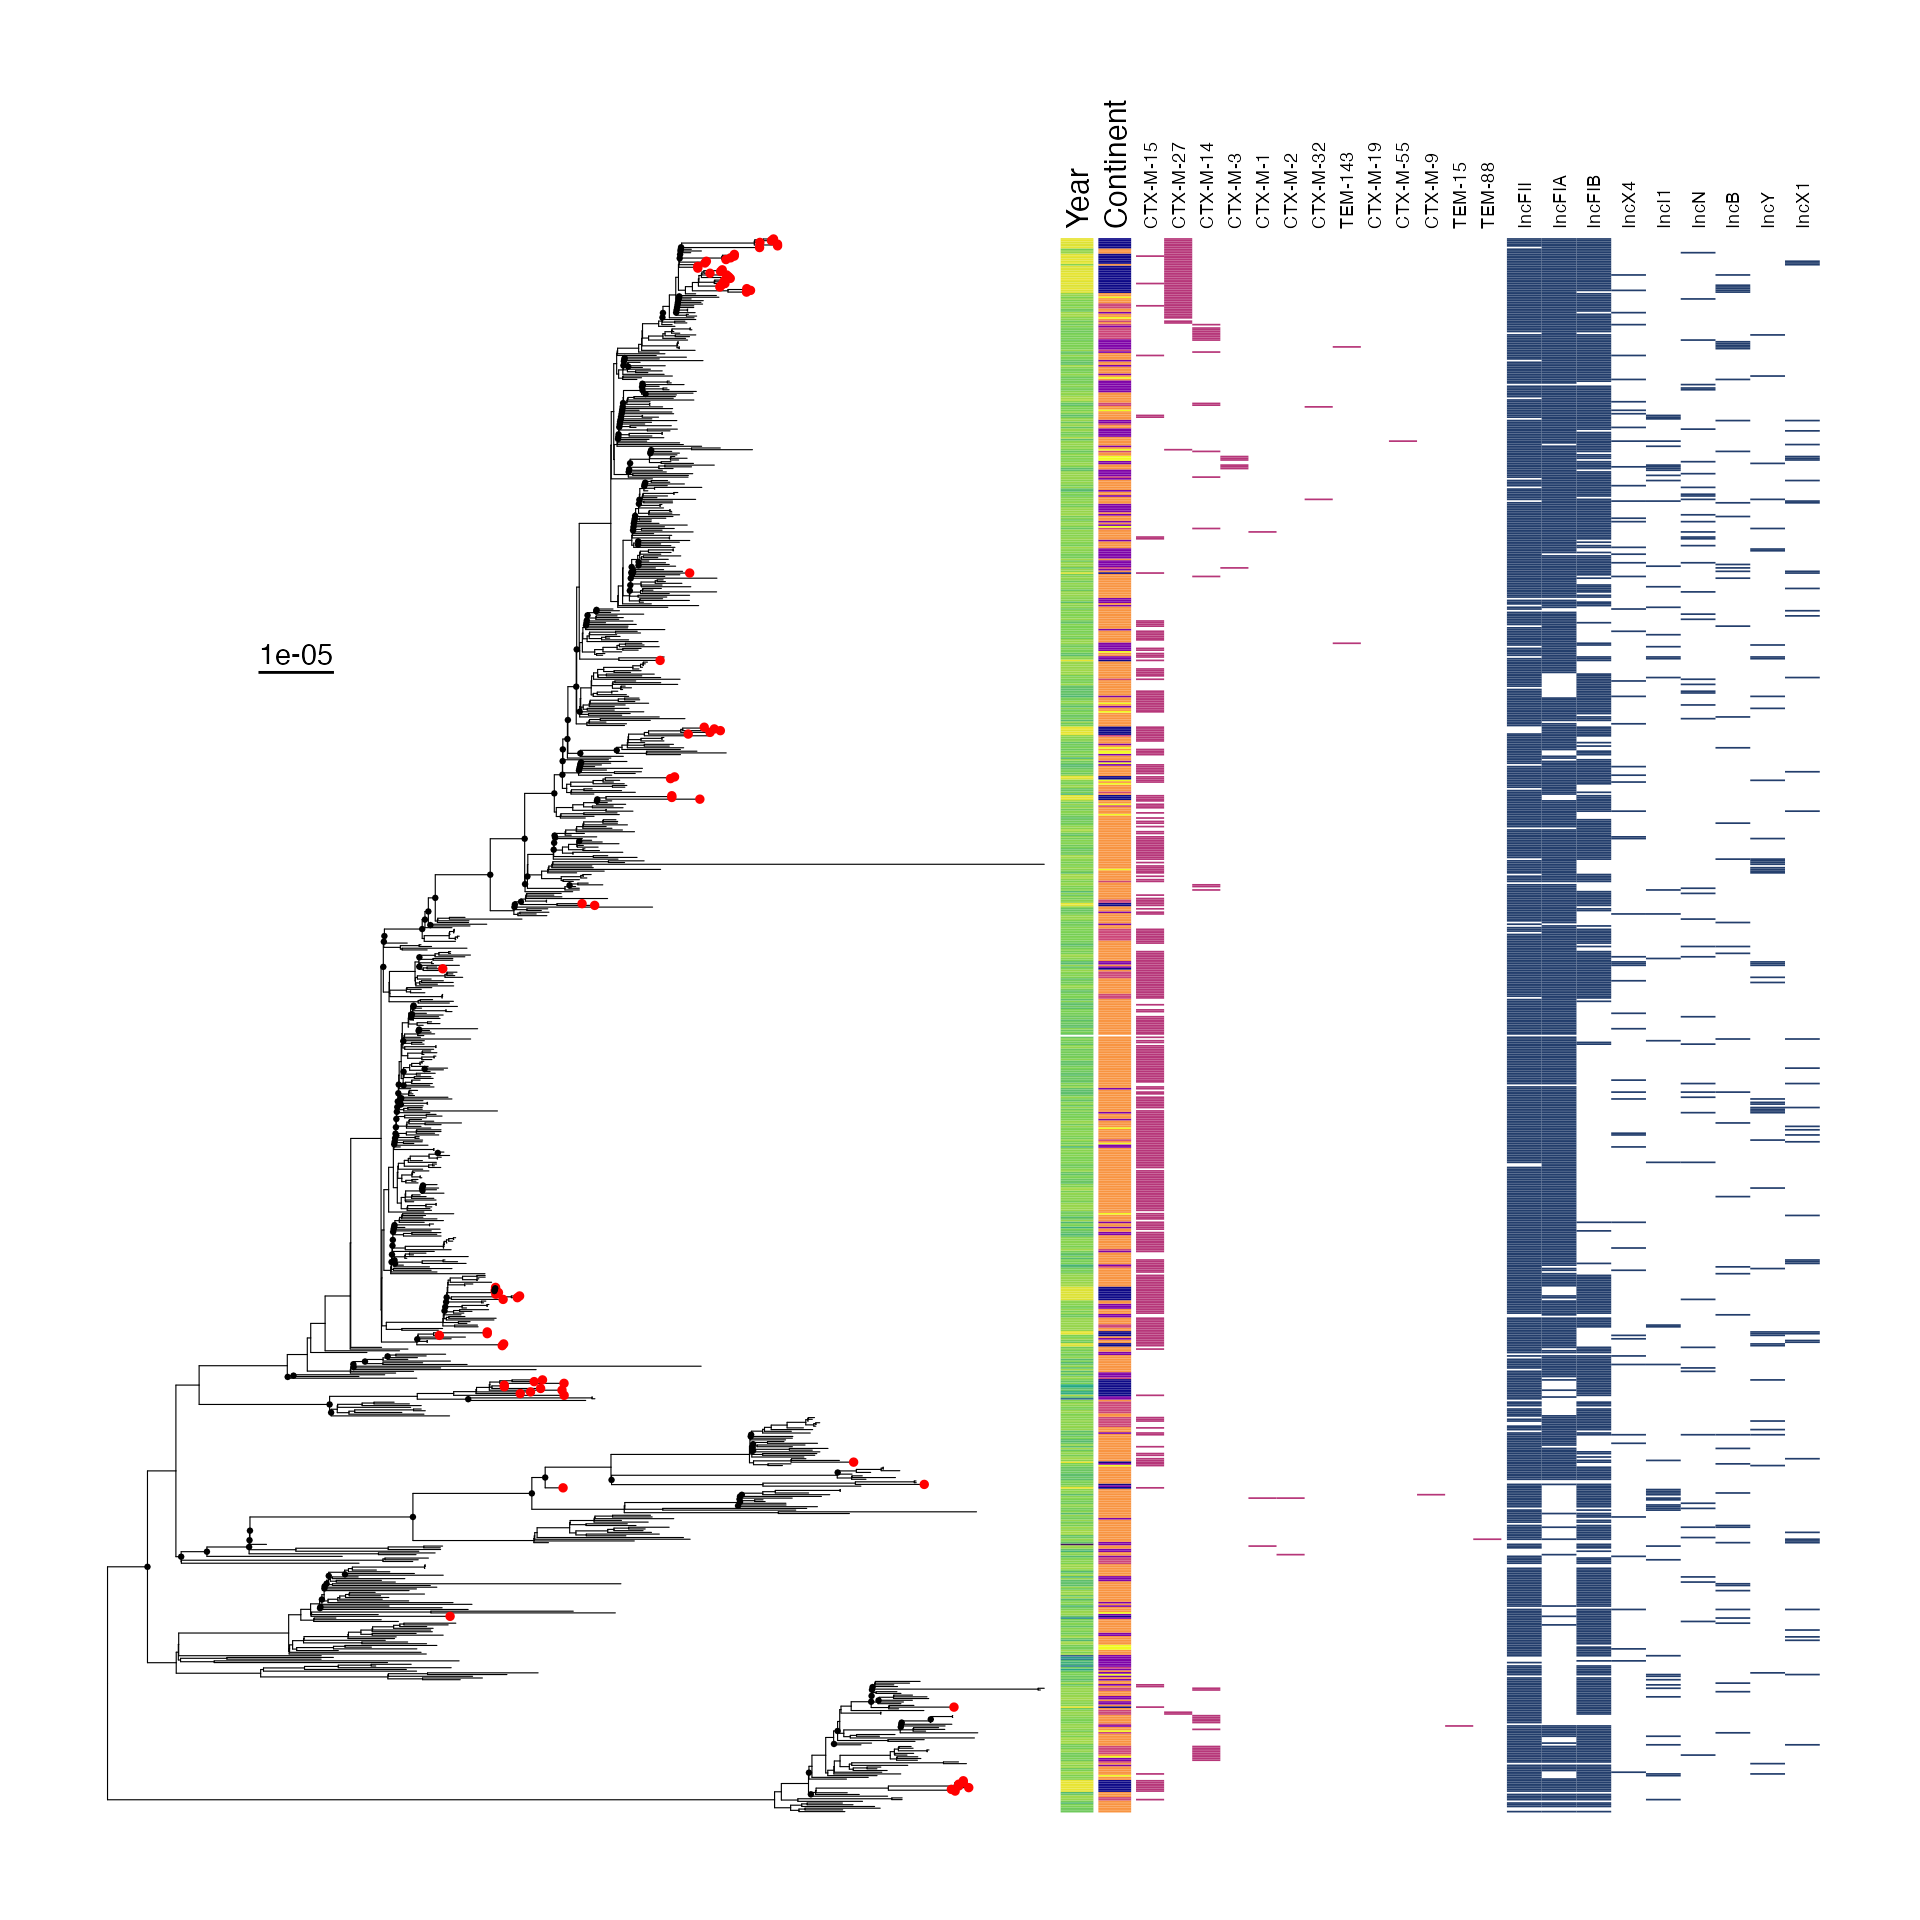 Year
Continent
CTX-M-15
CTX-M-27
CTX-M-14
CTX-M-3
CTX-M-1
CTX-M-2
CTX-M-32
TEM-143
CTX-M-19
CTX-M-55
CTX-M-9
TEM-15
TEM-88
IncFII
IncFIA
IncFIB
IncX4
IncI1
IncN
IncB
IncY
IncX1
1e-05